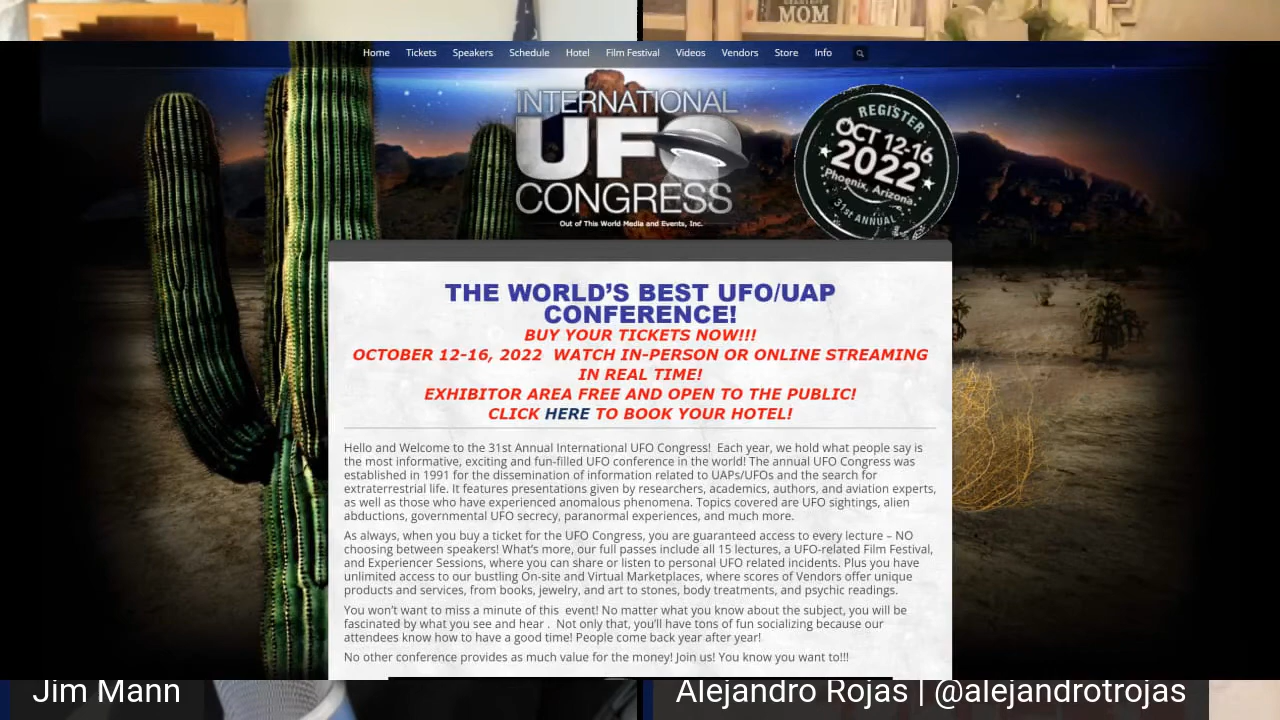 MOM
Home Tickets Speakers Schedule Hotel Film Festival Videos Vendors Store Info
INTERNATIONAL
UFO
CONGRESS
Out of This World Media and Events, Inc.
REGISTER
OCT 12-16
2022
Phoenix, Arizona
31st ANNUAL
THE WORLD'S BEST UFO/UAP
CONFERENCE!
BUY YOUR TICKETS NOW!!!
OCTOBER 12-16, 2022 WATCH IN-PERSON OR ONLINE STREAMING
IN REAL TIME!
EXHIBITOR AREA FREE AND OPEN TO THE PUBLIC!
CLICK HERE TO BOOK YOUR HOTEL!
Hello and Welcome to the 31st Annual International UFO Congress! Each year, we hold what people say is
the most informative, exciting and fun-filled UFO conference in the world! The annual UFO Congress was
established in 1991 for the dissemination of information related to UAPs/UFOs and the search for
extraterrestrial life. It features presentations given by researchers, academics, authors, and aviation experts,
as well as those who have experienced anomalous phenomena. Topics covered are UFO sightings, alien
abductions, governmental UFO secrecy, paranormal experiences, and much more.
As always, when you buy a ticket for the UFO Congress, you are guaranteed access to every lecture – NO
choosing between speakers! What's more, our full passes include all 15 lectures, a UFO-related Film Festival,
and Experiencer Sessions, where you can share or listen to personal UFO related incidents. Plus you have
unlimited access to our bustling On-site and Virtual Marketplaces, where scores of Vendors offer unique
products and services, from books, jewelry, and art to stones, body treatments, and psychic readings.
You won't want to miss a minute of this event! No matter what you know about the subject, you will be
fascinated by what you see and hear . Not only that, you'll have tons of fun socializing because our
attendees know how to have a good time! People come back year after year!
No other conference provides as much value for the money! Join us! You know you want to!!!
Jim Mann
Alejandro Rojas | @alejandrotrojas